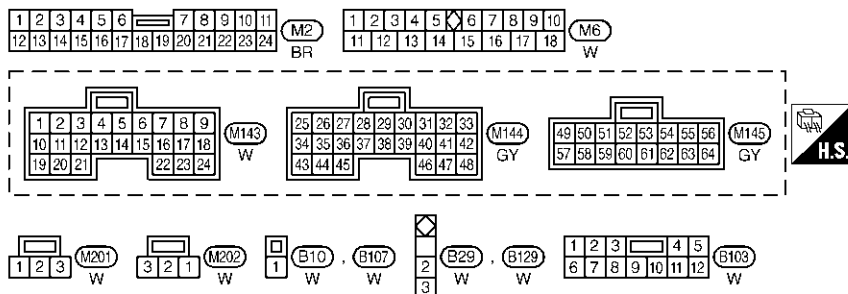 1 2 3 4 5 6 7 8 9 10 11
12 13 14 15 16 17 18 19 20 21 22 23 24
M2
BR
1 2 3 4 5 6 7 8 9 10
11 12 13 14 15 16 17 18
M6
W
1 2 3 4 5 6 7 8 9
10 11 12 13 14 15 16 17 18
19 20 21 22 23 24
M143
W
25 26 27 28 29 30 31 32 33
34 35 36 37 38 39 40 41 42
43 44 45 46 47 48
M144
GY
49 50 51 52 53 54 55 56
57 58 59 60 61 62 63 64
M145
GY
H.S.
1 2 3
M201
W
3 2 1
M202
W
1
B10 , B107
W W
2
3
B29 , B129
W W
1 2 3 4 5
6 7 8 9 10 11 12
B103
W